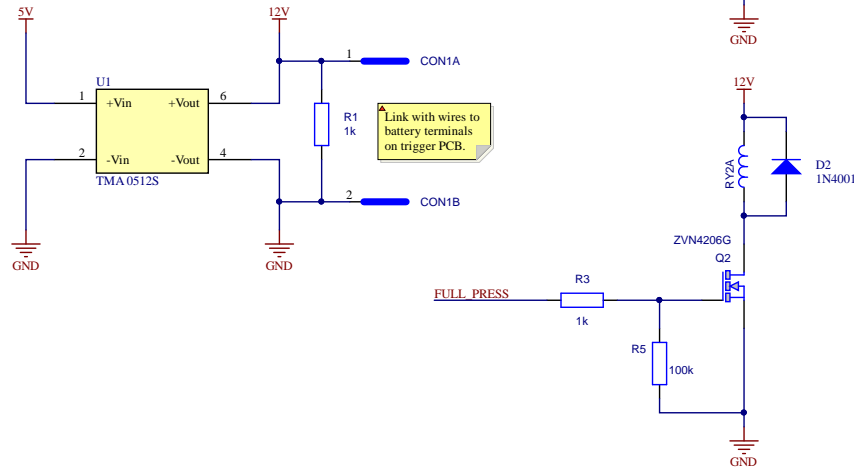 5V
12V
GND
U1
1
+Vin
+Vout
6
2
-Vin
-Vout
4
TMA 0512S
GND
GND
R1
1k
1
CON1A
2
CON1B
Link with wires to
battery terminals
on trigger PCB.
12V
RY2A
D2
1N4001
ZVN4206G
Q2
FULL_PRESS
R3
1k
R5
100k
GND